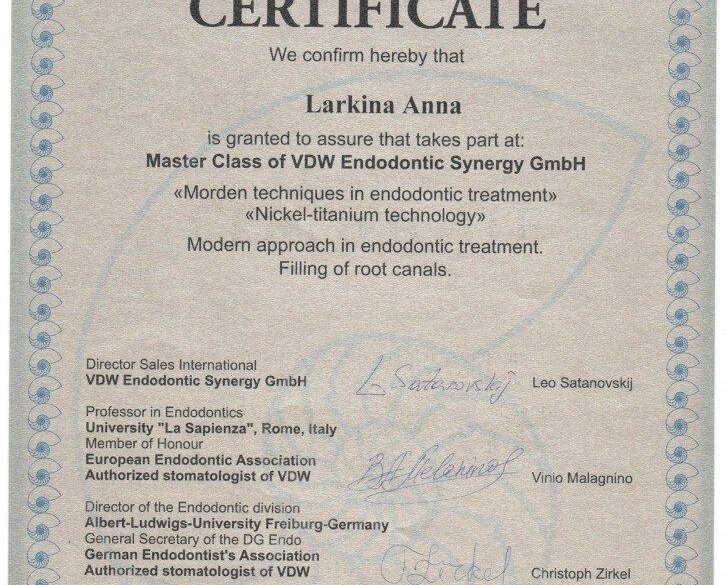 CERTIFICATE
We confirm hereby that
Larkina Anna
is granted to assure that takes part at:
Master Class of VDW Endodontic Synergy GmbH
«Morden techniques in endodontic treatment»
«Nickel-titanium technology»
Modern approach in endodontic treatment.
Filling of root canals.
Director Sales International
VDW Endodontic Synergy GmbH
L Satanovskij
Leo Satanovskij
Professor in Endodontics
University "La Sapienza", Rome, Italy
Member of Honour
European Endodontic Association
Authorized stomatologist of VDW
Vinio Malagnino
Director of the Endodontic division
Albert-Ludwigs-University Freiburg-Germany
General Secretary of the DG Endo
German Endodontist's Association
Authorized stomatologist of VDW
Christoph Zirkel